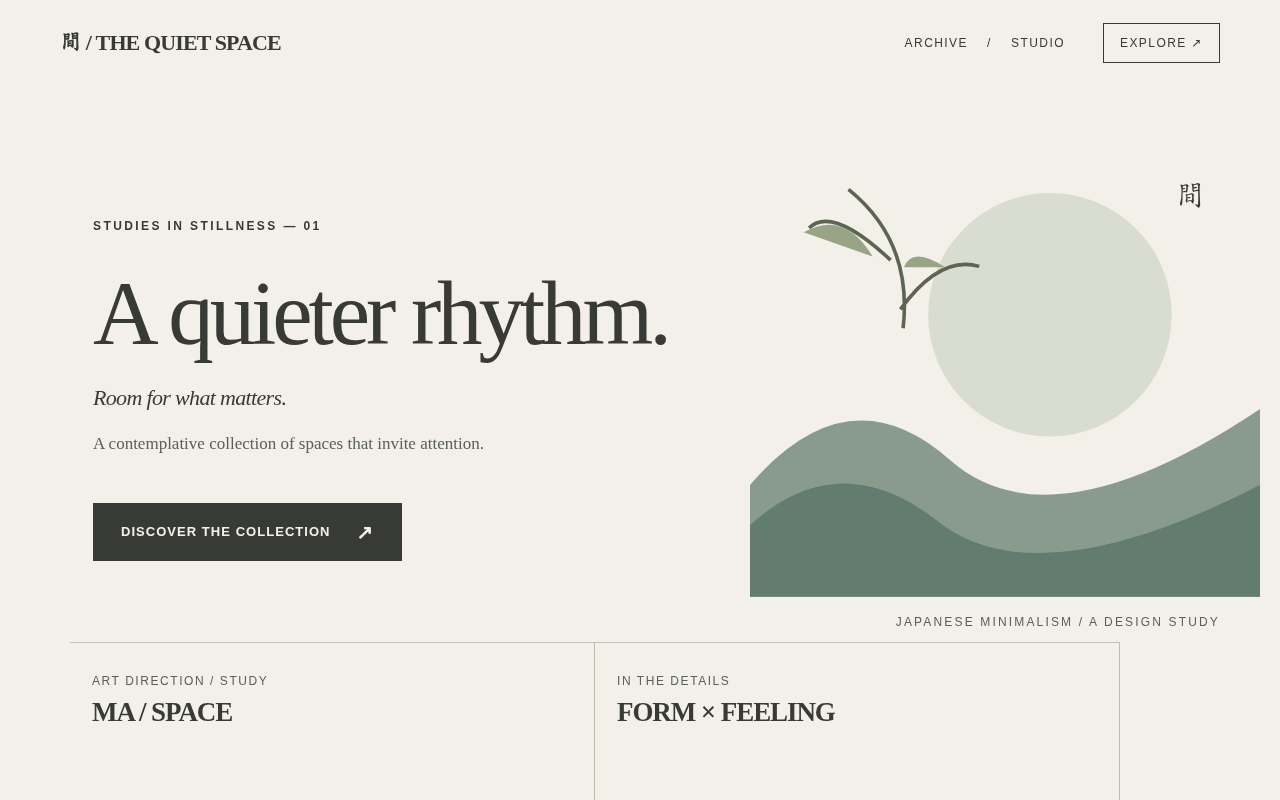 間 / THE QUIET SPACE
ARCHIVE / STUDIO
EXPLORE ↗
間
STUDIES IN STILLNESS — 01
A quieter rhythm.
Room for what matters.
A contemplative collection of spaces that invite attention.
DISCOVER THE COLLECTION ↗
JAPANESE MINIMALISM / A DESIGN STUDY
ART DIRECTION / STUDY
MA / SPACE
IN THE DETAILS
FORM × FEELING